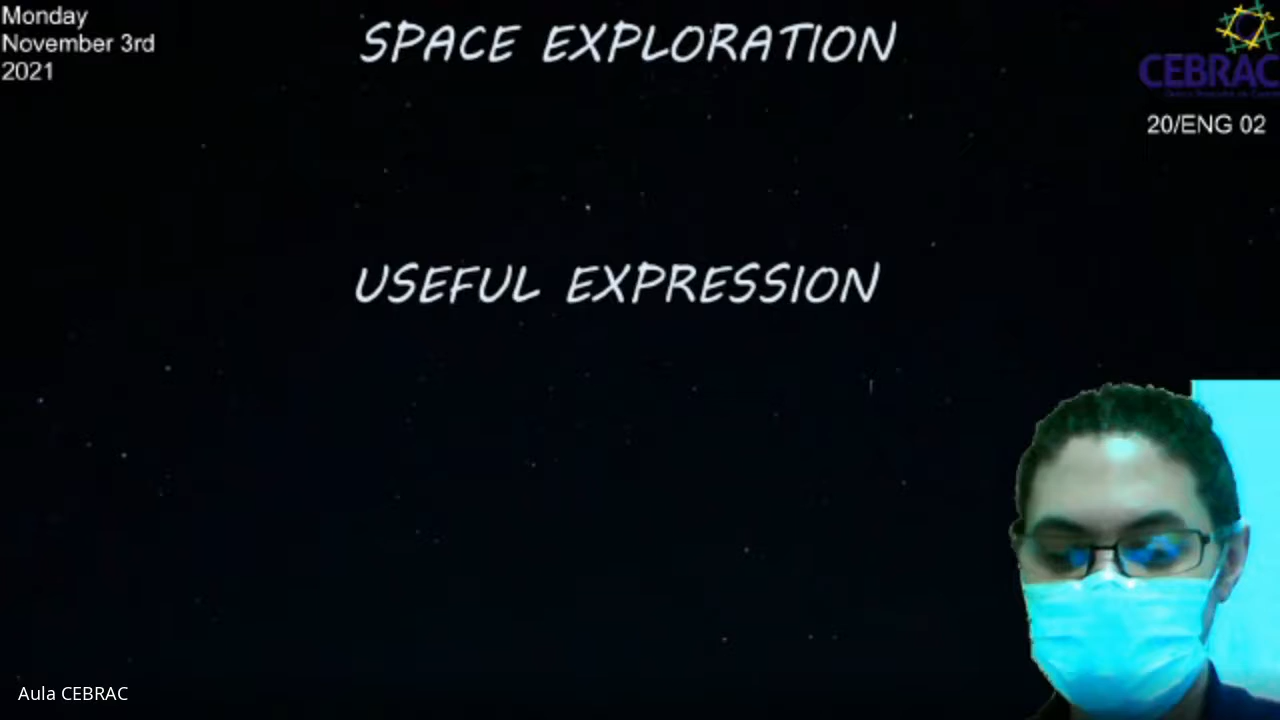 Monday
November 3rd
2021
SPACE EXPLORATION
CEBRAC
20/ENG 02
USEFUL EXPRESSION
Aula CEBRAC